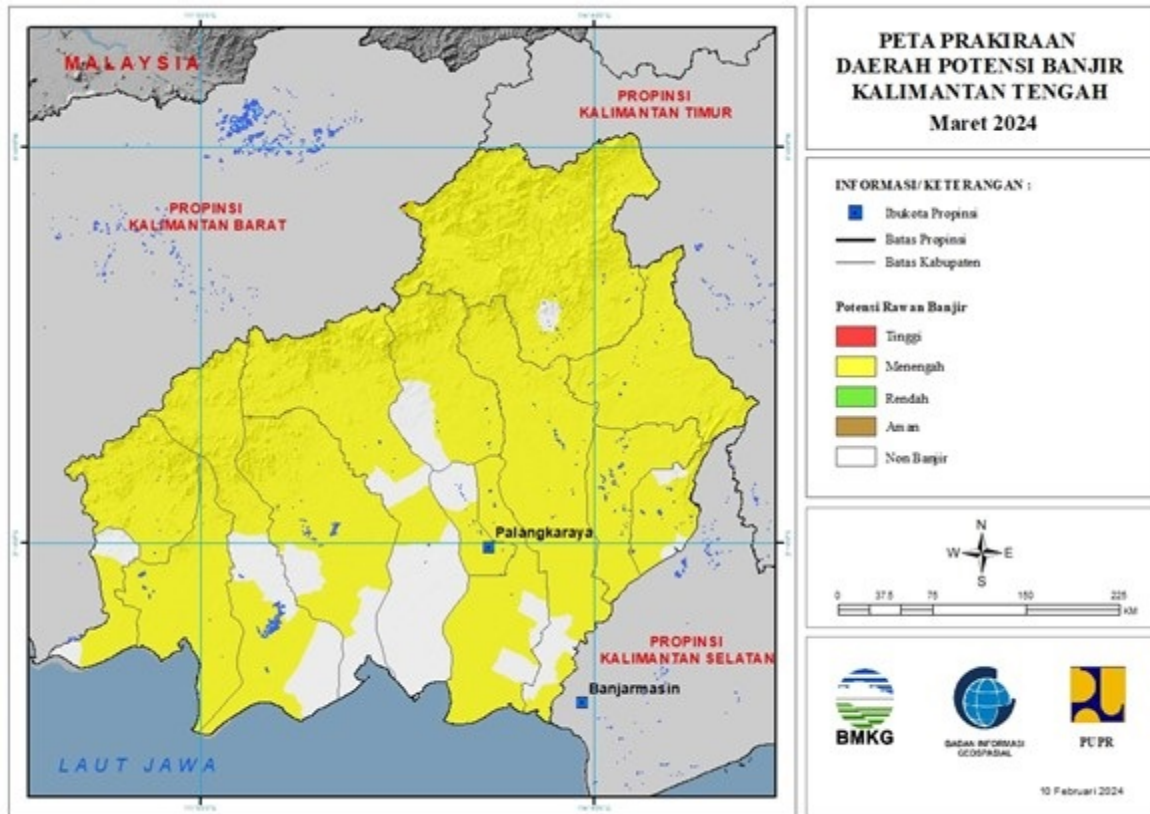 MALAYSIA
PROPINSI
KALIMANTAN TIMUR
PROPINSI
KALIMANTAN BARAT
Palangkaraya
PROPINSI
KALIMANTAN SELATAN
Banjarmasin
LAUT JAWA
PETA PRAKIRAAN
DAERAH POTENSI BANJIR
KALIMANTAN TENGAH
Maret 2024
INFORMASI/KETERANGAN :
Ibukota Propinsi
Batas Propinsi
Batas Kabupaten
Potensi Rawan Banjir
Tinggi
Menengah
Rendah
Aman
Non Banjir
N
W E
S
0 37.5 75 150 225
KM
BMKG
BADAN INFORMASI
GEOSPASIAL
PUPR
10 Februari 2024